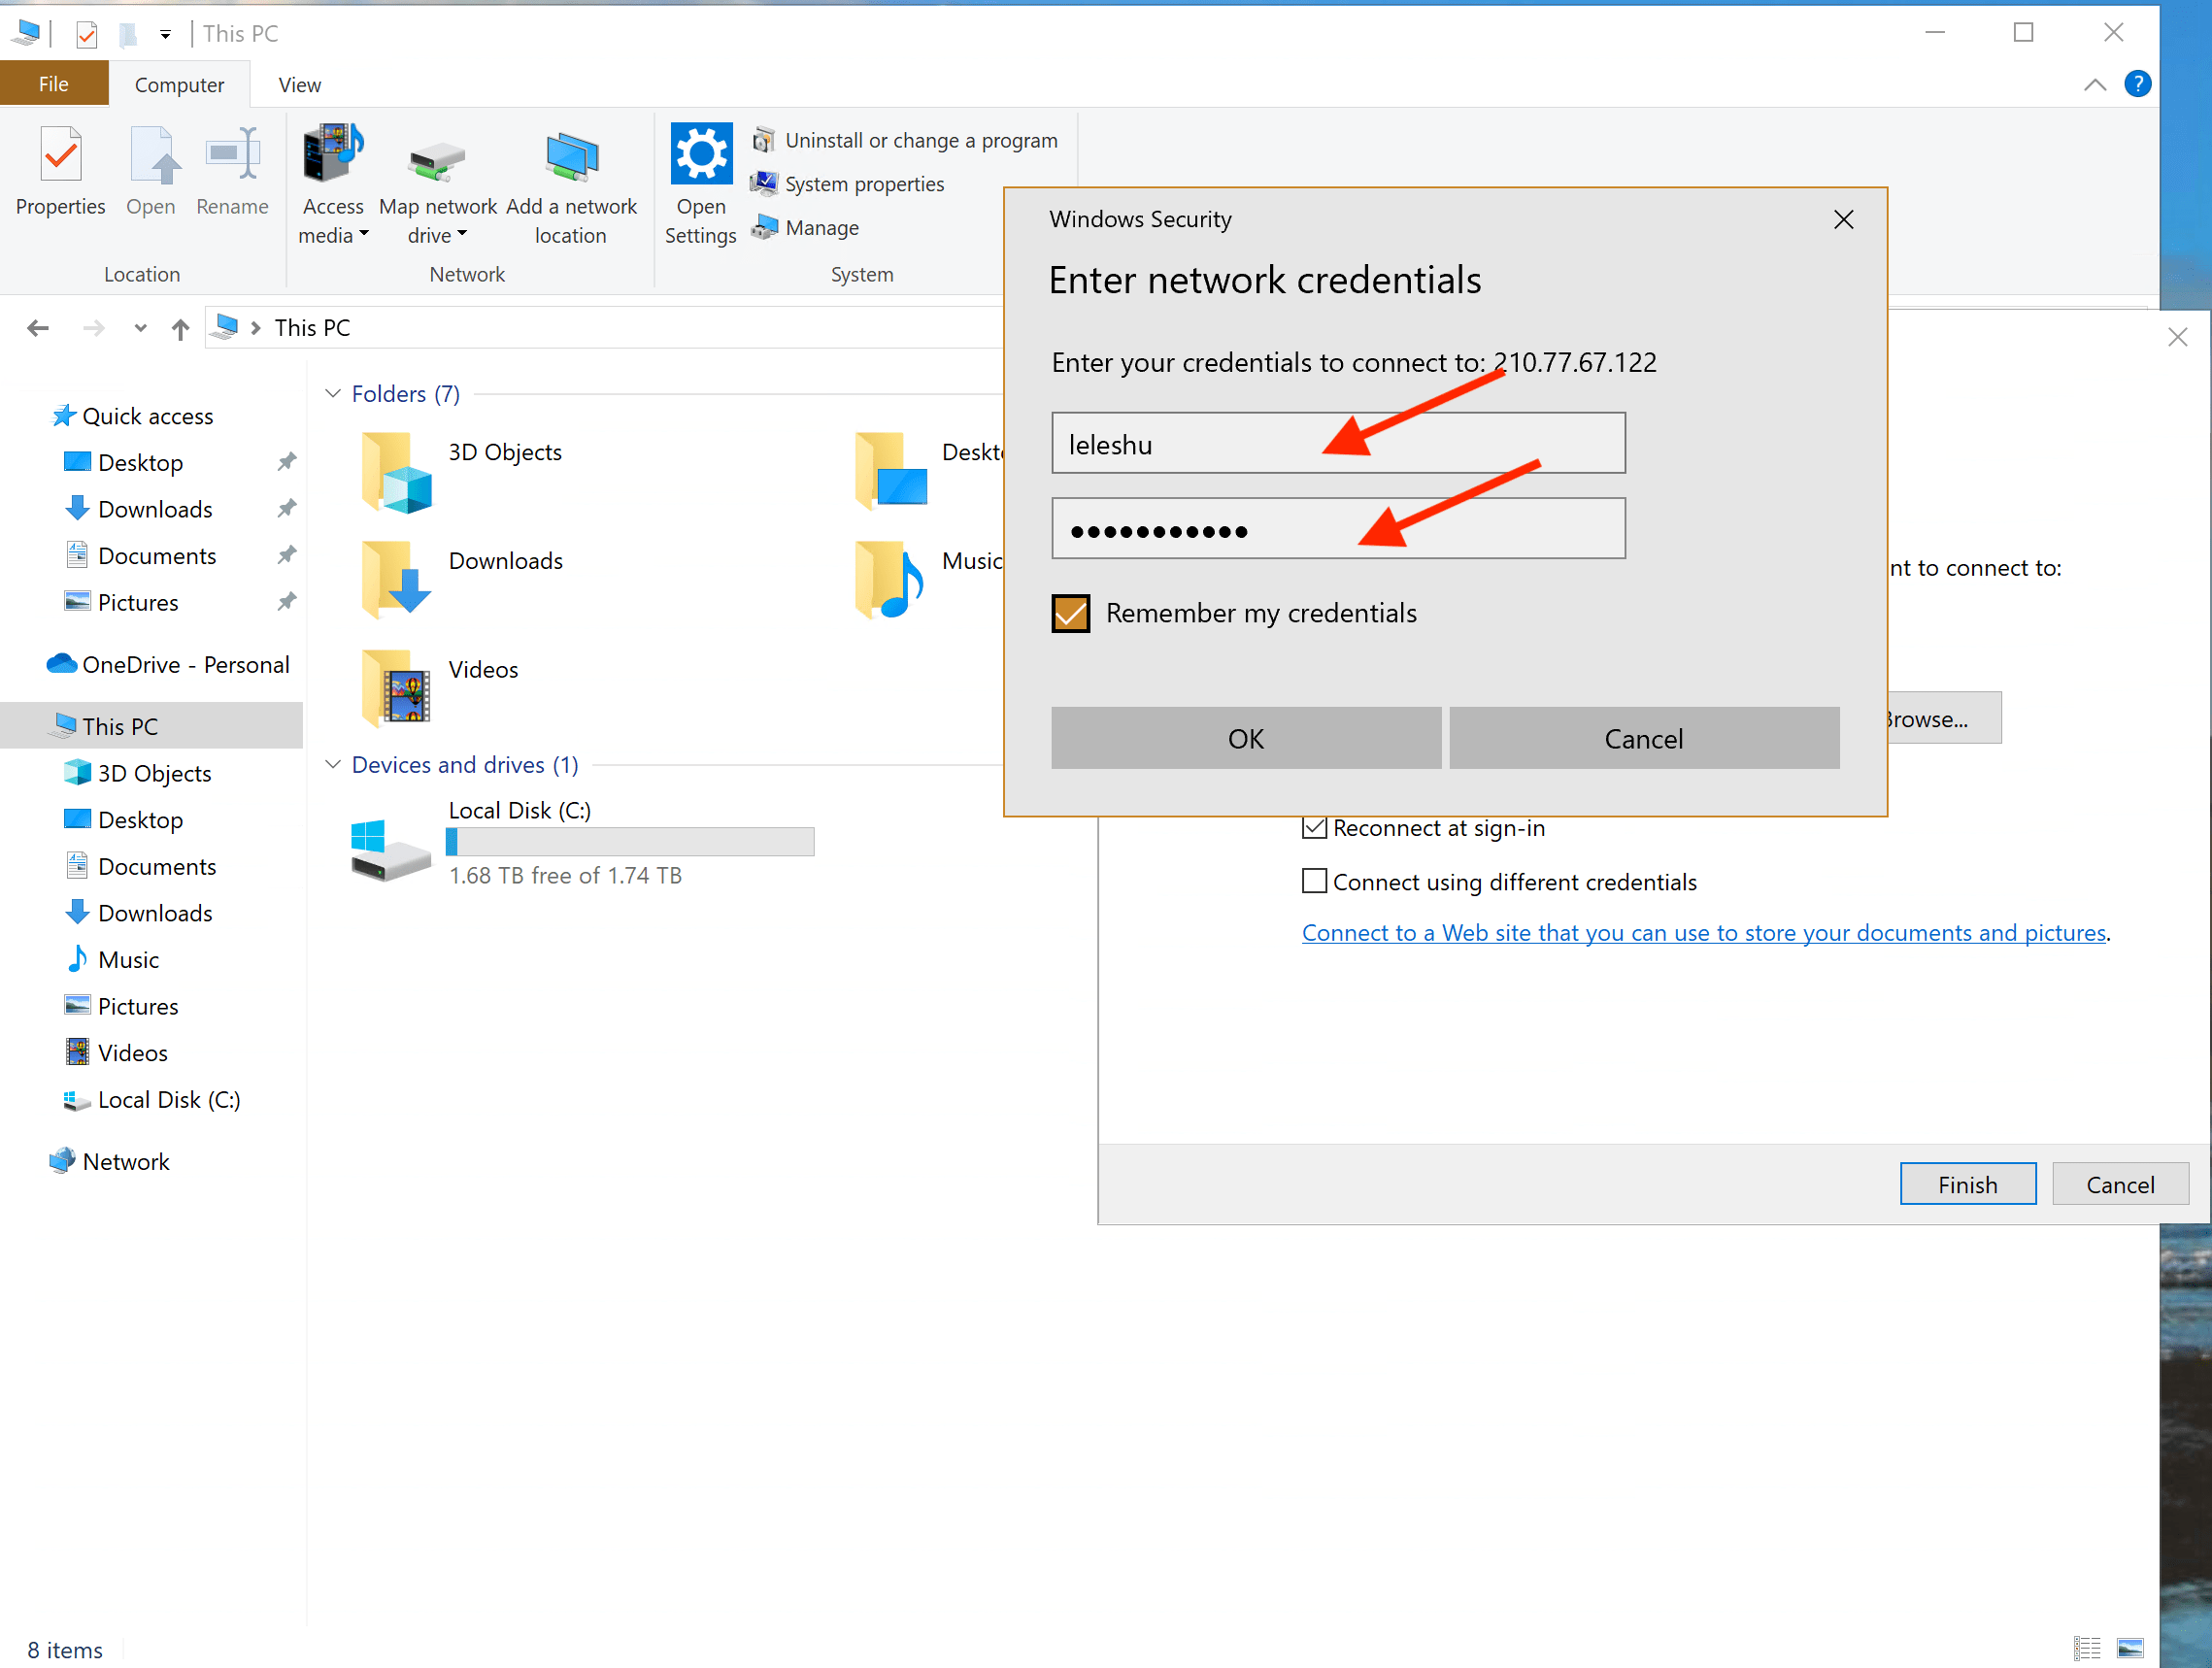 This PC
File
Computer
View
Properties
Open
Rename
Access media
Map network drive
Add a network location
Open Settings
Uninstall or change a program
System properties
Manage
Location
Network
System
This PC
Quick access
Desktop
Downloads
Documents
Pictures
OneDrive - Personal
This PC
3D Objects
Desktop
Documents
Downloads
Music
Pictures
Videos
Local Disk (C:)
Network
Folders (7)
3D Objects
Downloads
Music
Videos
Devices and drives (1)
Local Disk (C:)
1.68 TB free of 1.74 TB
Windows Security
Enter network credentials
Enter your credentials to connect to: 210.77.67.122
leleshu
Remember my credentials
OK
Cancel
nt to connect to:
rowse...
Reconnect at sign-in
Connect using different credentials
Connect to a Web site that you can use to store your documents and pictures.
Finish
Cancel
8 items